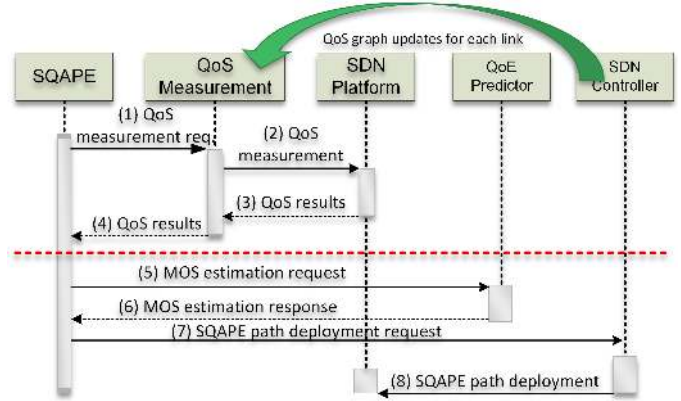 QoS graph updates for each link
SQAPE
QoS
Measurement
SDN
Platform
QoE
Predictor
SDN
Controller
(1) QoS
measurement req.
(2) QoS
measurement
(3) QoS results
(4) QoS results
(5) MOS estimation request
(6) MOS estimation response
(7) SQAPE path deployment request
(8) SQAPE path deployment